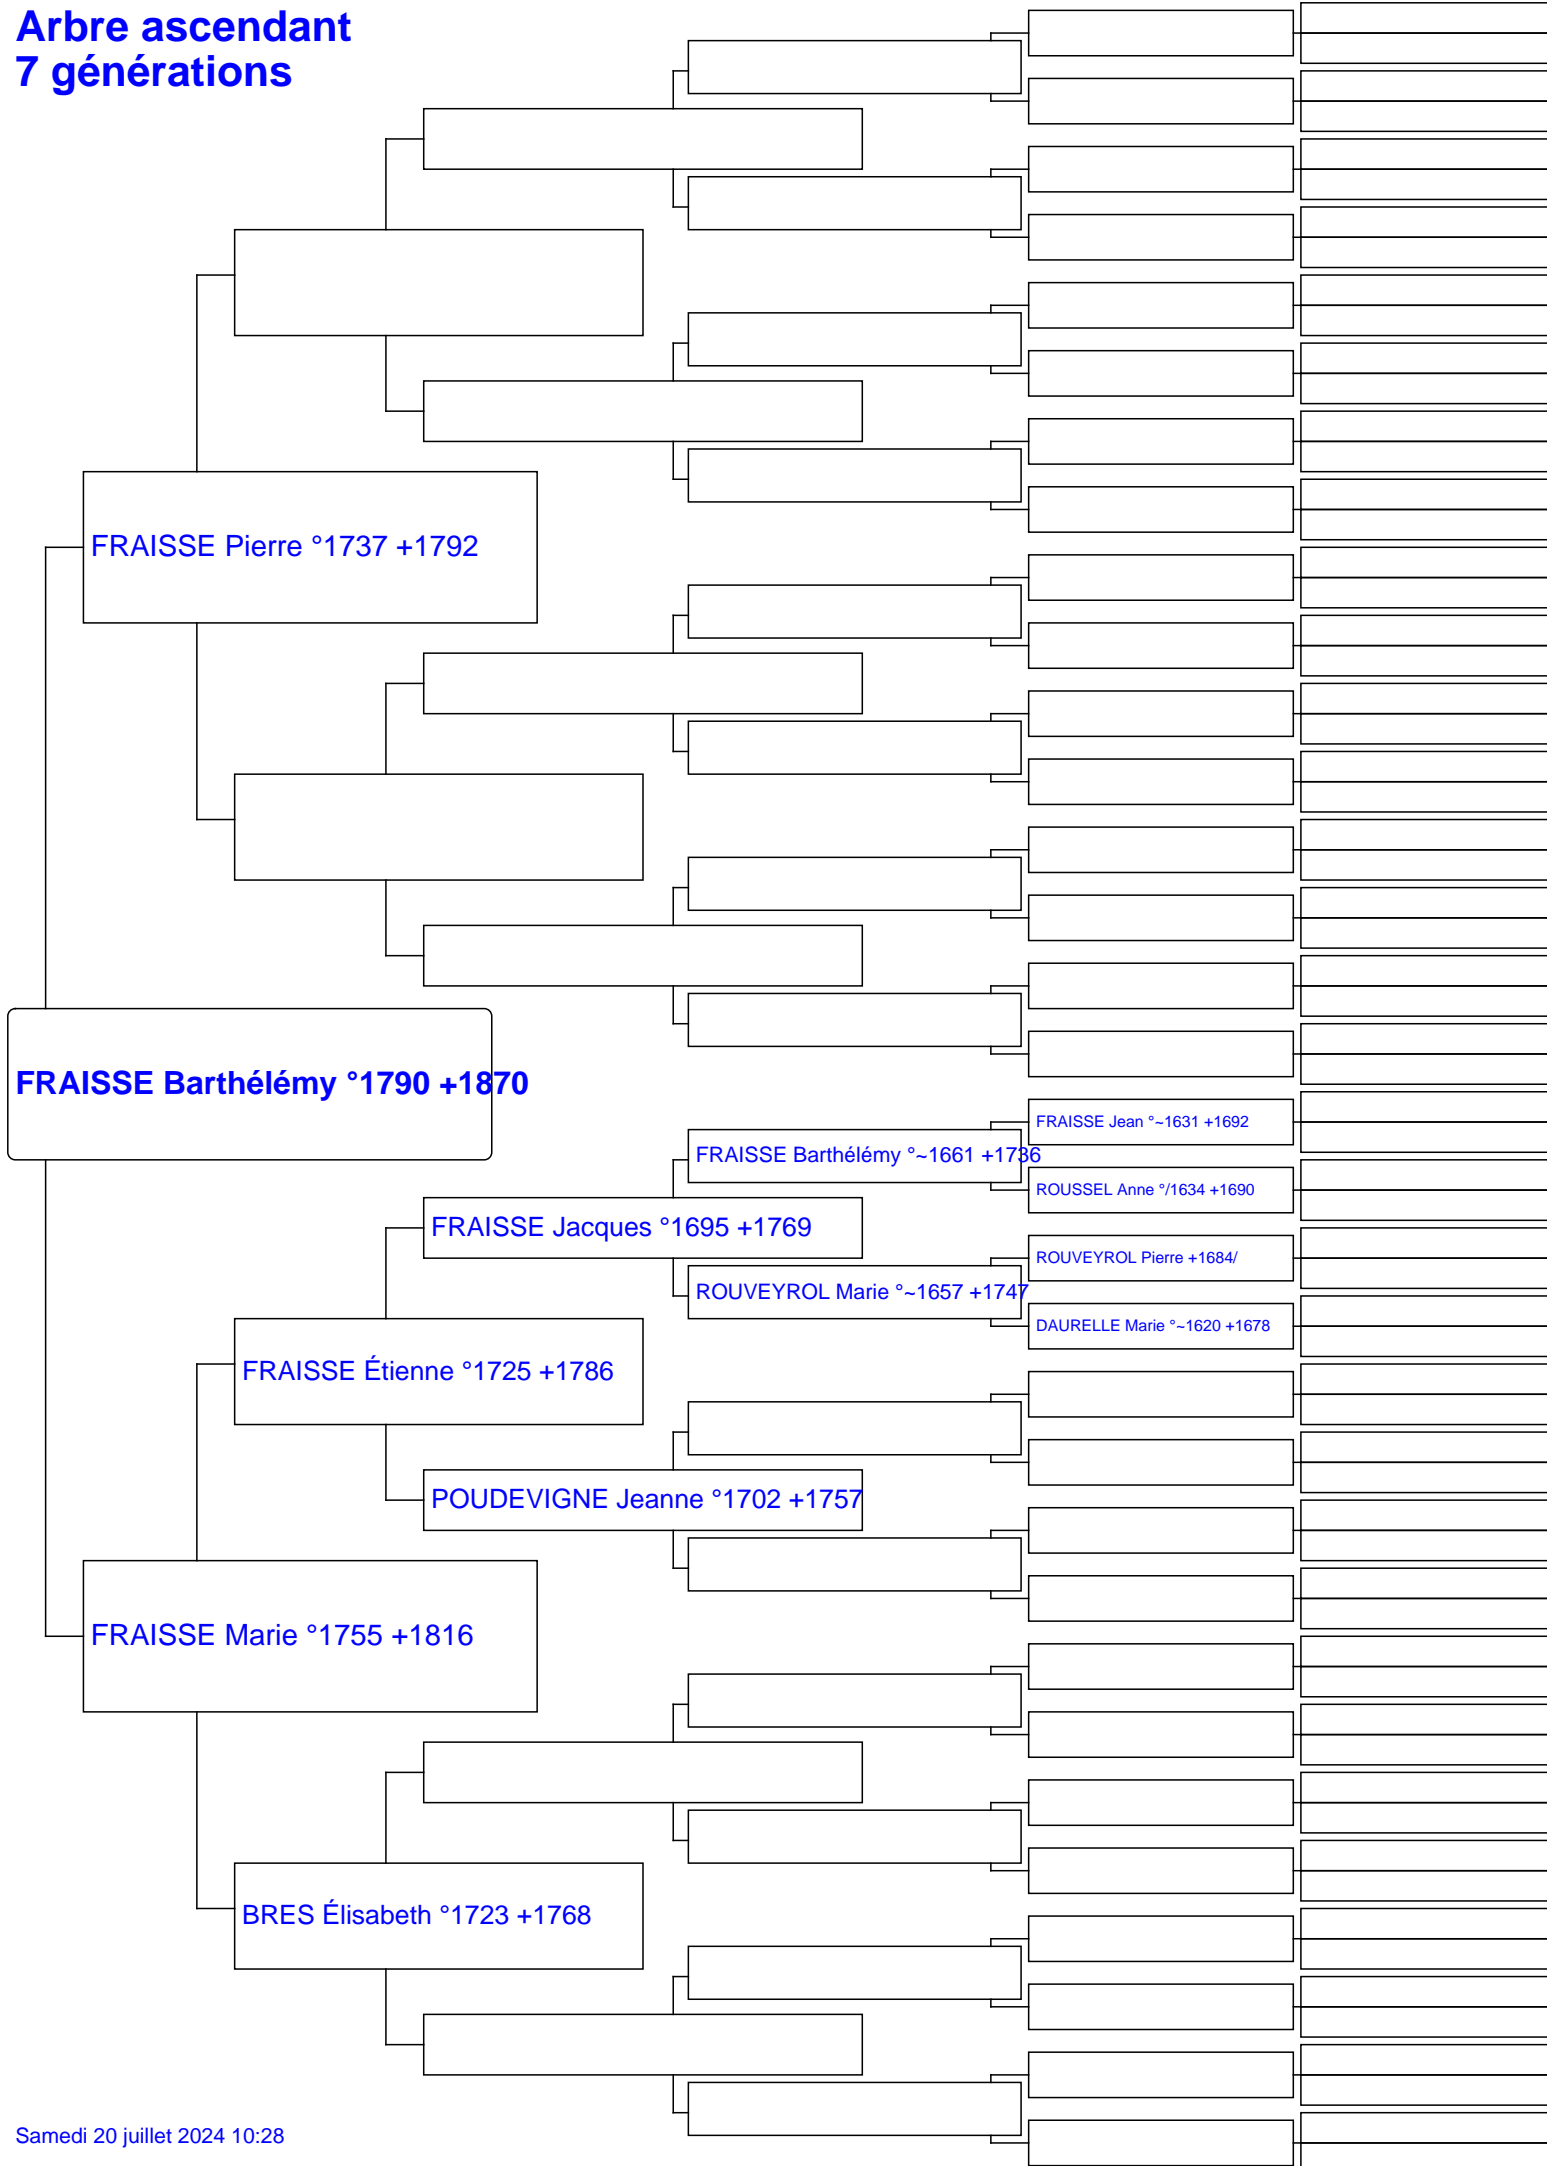 Arbre ascendant
7 générations
FRAISSE Pierre °1737 +1792
FRAISSE Barthélémy °1790 +1870
FRAISSE Jean °~1631 +1692
FRAISSE Barthélémy °~1661 +1736
ROUSSEL Anne °/1634 +1690
FRAISSE Jacques °1695 +1769
ROUVEYROL Pierre +1684/
ROUVEYROL Marie °~1657 +1747
DAURELLE Marie °~1620 +1678
FRAISSE Étienne °1725 +1786
POUDEVIGNE Jeanne °1702 +1757
FRAISSE Marie °1755 +1816
BRES Élisabeth °1723 +1768
Samedi 20 juillet 2024 10:28